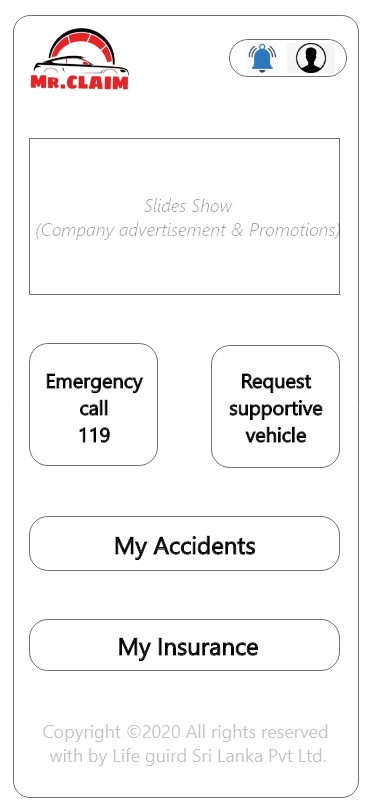 MR.CLAIM
Slides Show
(Company advertisement & Promotions)
Emergency
call
119
Request
supportive
vehicle
My Accidents
My Insurance
Copyright ©2020 All rights reserved
with by Life guird Sri Lanka Pvt Ltd.